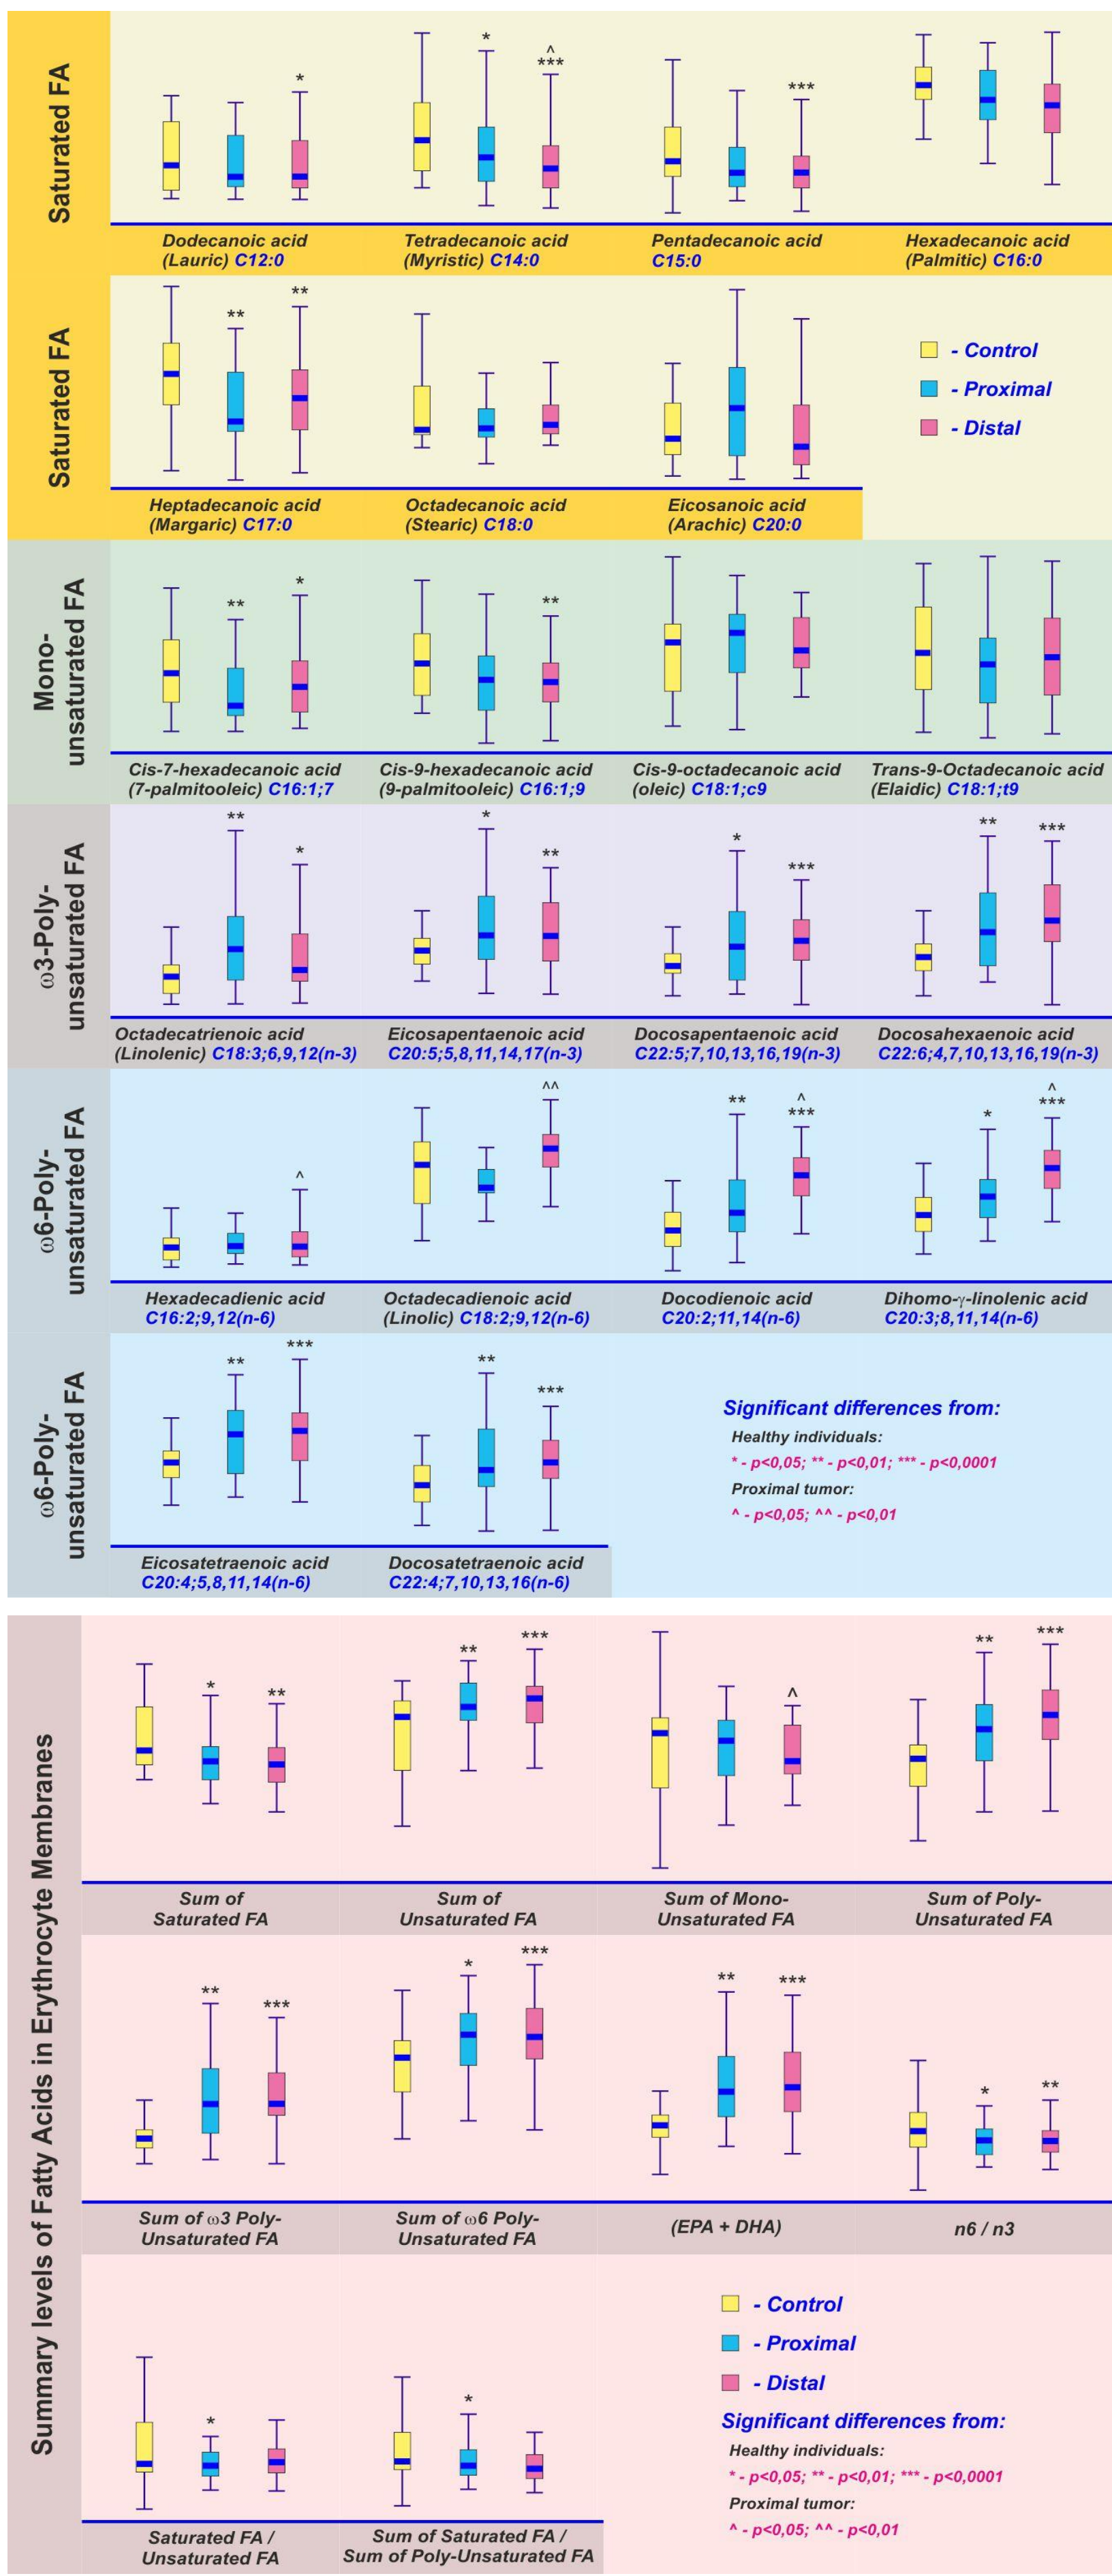 Saturated FA
*
*
^
***
***
Dodecanoic acid
(Lauric) C12:0
Tetradecanoic acid
(Myristic) C14:0
Pentadecanoic acid
C15:0
Hexadecanoic acid
(Palmitic) C16:0
Saturated FA
**
**
- Control
- Proximal
- Distal
Heptadecanoic acid
(Margaric) C17:0
Octadecanoic acid
(Stearic) C18:0
Eicosanoic acid
(Arachic) C20:0
Mono-
unsaturated FA
**
*
**
Cis-7-hexadecanoic acid
(7-palmitooleic) C16:1;7
Cis-9-hexadecanoic acid
(9-palmitooleic) C16:1;9
Cis-9-octadecanoic acid
(oleic) C18:1;c9
Trans-9-Octadecanoic acid
(Elaidic) C18:1;t9
ω3-Poly-
unsaturated FA
**
*
*
**
*
***
**
***
Octadecatrienoic acid
(Linolenic) C18:3;6,9,12(n-3)
Eicosapentaenoic acid
C20:5;5,8,11,14,17(n-3)
Docosapentaenoic acid
C22:5;7,10,13,16,19(n-3)
Docosahexaenoic acid
C22:6;4,7,10,13,16,19(n-3)
ω6-Poly-
unsaturated FA
^
^^
**
^
***
*
^
***
Hexadecadienic acid
C16:2;9,12(n-6)
Octadecadienoic acid
(Linolic) C18:2;9,12(n-6)
Docodienoic acid
C20:2;11,14(n-6)
Dihomo-γ-linolenic acid
C20:3;8,11,14(n-6)
ω6-Poly-
unsaturated FA
**
***
**
***
Significant differences from:
Healthy individuals:
* - p<0,05; ** - p<0,01; *** - p<0,0001
Proximal tumor:
^ - p<0,05; ^^ - p<0,01
Eicosatetraenoic acid
C20:4;5,8,11,14(n-6)
Docosatetraenoic acid
C22:4;7,10,13,16(n-6)
Summary levels of Fatty Acids in Erythrocyte Membranes
*
**
**
***
^
**
***
Sum of
Saturated FA
Sum of
Unsaturated FA
Sum of Mono-
Unsaturated FA
Sum of Poly-
Unsaturated FA
**
***
*
***
**
***
*
**
Sum of ω3 Poly-
Unsaturated FA
Sum of ω6 Poly-
Unsaturated FA
(EPA + DHA)
n6 / n3
*
*
- Control
- Proximal
- Distal
Significant differences from:
Healthy individuals:
* - p<0,05; ** - p<0,01; *** - p<0,0001
Proximal tumor:
^ - p<0,05; ^^ - p<0,01
Saturated FA /
Unsaturated FA
Sum of Saturated FA /
Sum of Poly-Unsaturated FA